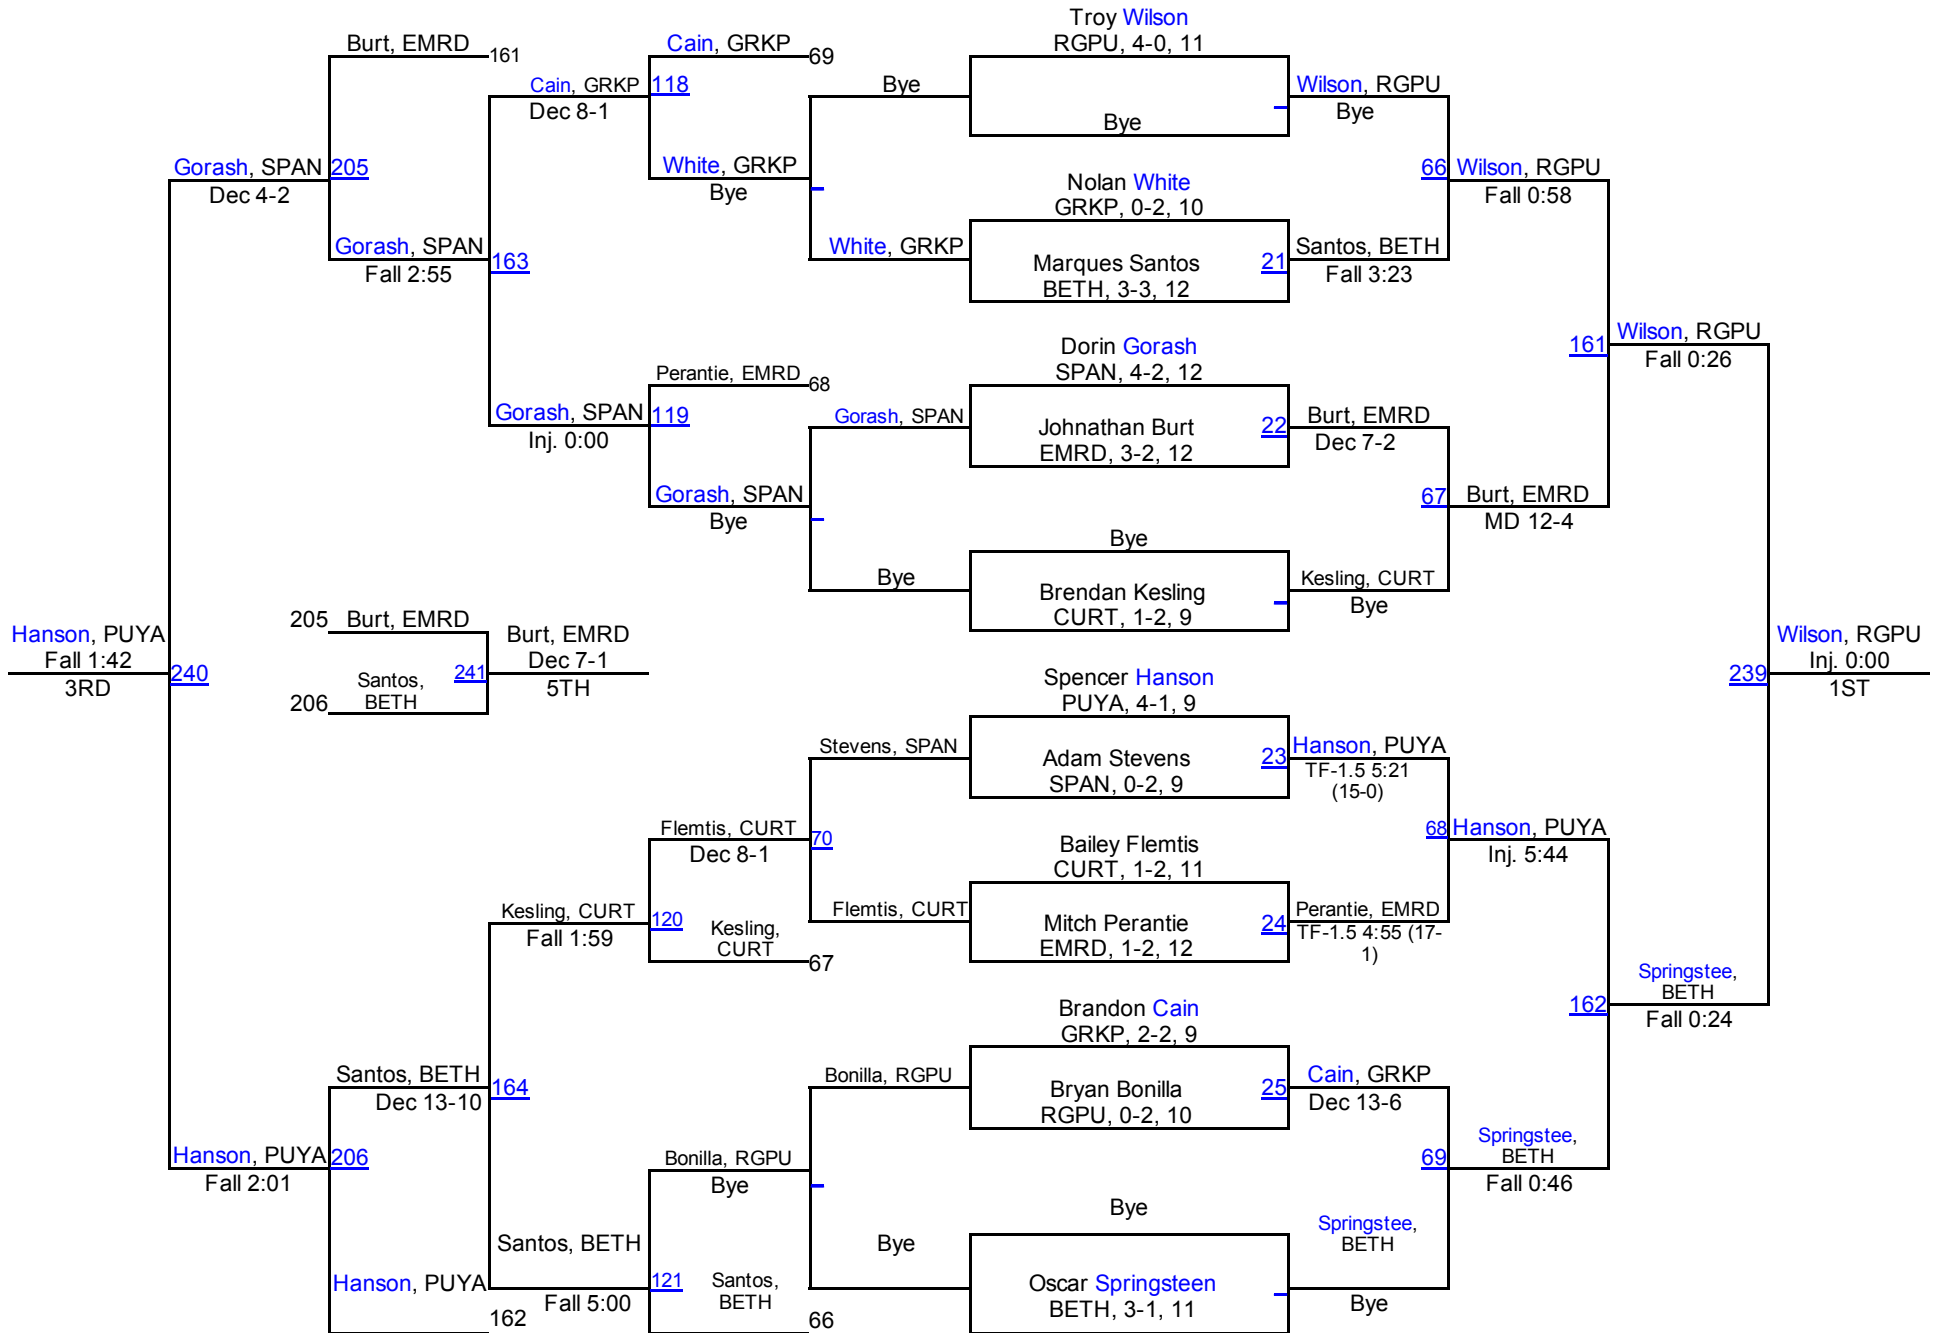 Troy Wilson
Burt, EMRD
161
Cain, GRKP
69
RGPU, 4-0, 11
Cain, GRKP
118
Dec 8-1
Bye
Bye
Wilson, RGPU
Bye
Gorash, SPAN
205
Dec 4-2
White, GRKP
Bye
Nolan White
GRKP, 0-2, 10
66
Wilson, RGPU
Fall 0:58
Gorash, SPAN
Fall 2:55
163
White, GRKP
Marques Santos
BETH, 3-3, 12
21
Santos, BETH
Fall 3:23
Dorin Gorash
SPAN, 4-2, 12
161
Wilson, RGPU
Fall 0:26
Perantie, EMRD
68
Gorash, SPAN
Inj. 0:00
119
Gorash, SPAN
Johnathan Burt
EMRD, 3-2, 12
22
Burt, EMRD
Dec 7-2
Gorash, SPAN
Bye
67
Burt, EMRD
MD 12-4
Bye
Bye
Brendan Kesling
CURT, 1-2, 9
Kesling, CURT
Bye
Hanson, PUYA
Fall 1:42
3RD
240
205
Burt, EMRD
206
Santos,
BETH
241
Burt, EMRD
Dec 7-1
5TH
Wilson, RGPU
Inj. 0:00
1ST
239
Spencer Hanson
PUYA, 4-1, 9
Stevens, SPAN
Adam Stevens
SPAN, 0-2, 9
23
Hanson, PUYA
TF-1.5 5:21
(15-0)
Flemtis, CURT
Dec 8-1
70
Bailey Flemtis
CURT, 1-2, 11
68
Hanson, PUYA
Inj. 5:44
Kesling, CURT
Fall 1:59
120
Kesling,
CURT
67
Flemtis, CURT
Mitch Perantie
EMRD, 1-2, 12
24
Perantie, EMRD
TF-1.5 4:55 (17-
1)
Brandon Cain
GRKP, 2-2, 9
162
Springstee,
BETH
Fall 0:24
Santos, BETH
Dec 13-10
164
Bonilla, RGPU
Bryan Bonilla
RGPU, 0-2, 10
25
Cain, GRKP
Dec 13-6
Hanson, PUYA
Fall 2:01
206
Bonilla, RGPU
Bye
69
Springstee,
BETH
Fall 0:46
Bye
Santos, BETH
Fall 5:00
121
Santos,
BETH
66
Bye
Oscar Springsteen
BETH, 3-1, 11
Springstee,
BETH
Bye
Hanson, PUYA
162